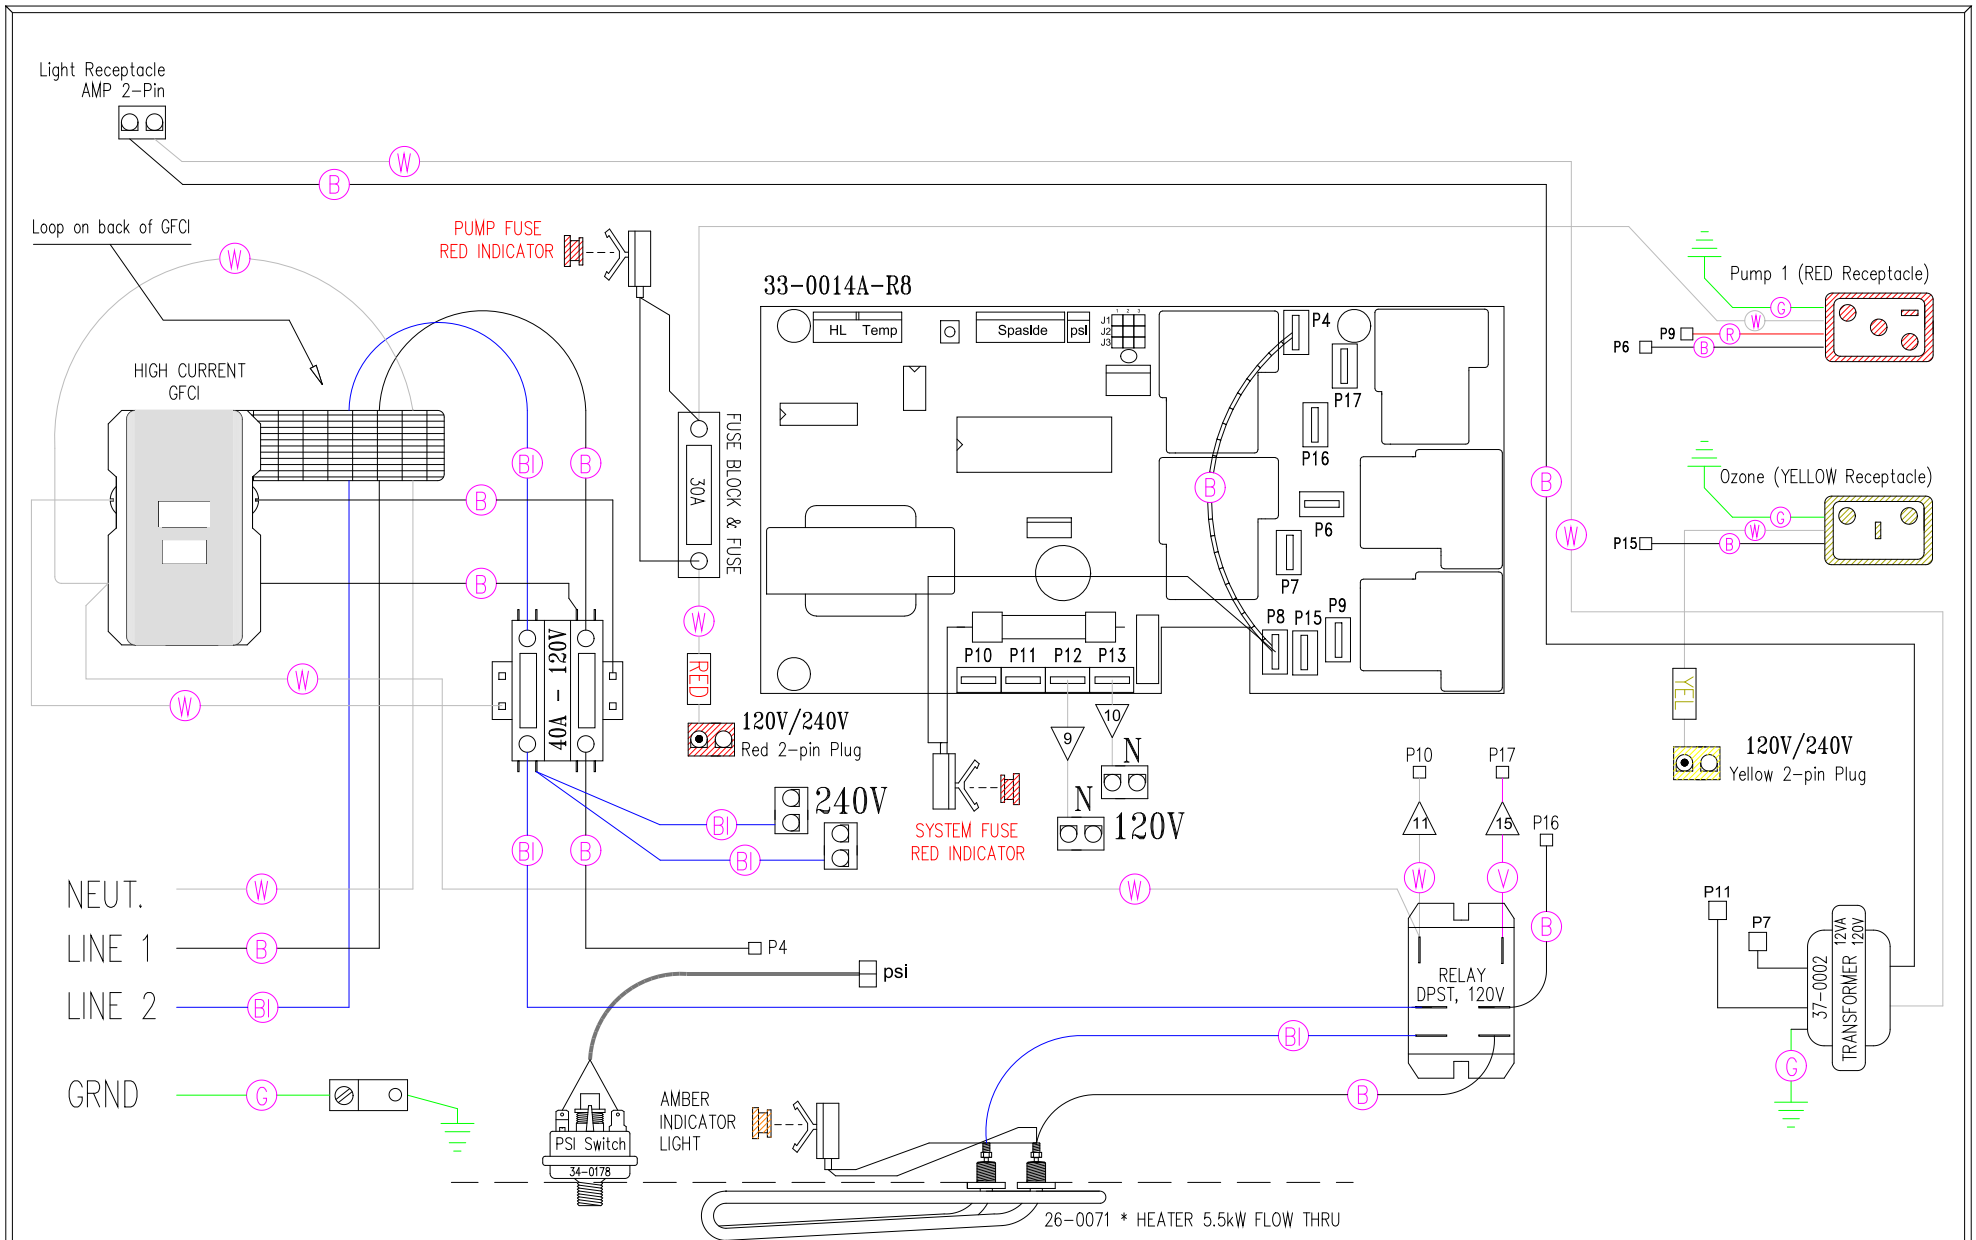 Light Receptacle
AMP 2-Pin
W
B
Loop on back of GFCI
W
PUMP FUSE
RED INDICATOR
33-0014A-R8
HL Temp
Spaside
psi
1 2 3
J1
J2
J3
P4
P17
P16
P6
P7
P8
P15
P9
P10
P11
P12
P13
B
Pump 1 (RED Receptacle)
G
W
P9
R
P6
B
HIGH CURRENT
GFCI
Bl
B
B
B
FUSE BLOCK & FUSE
30A
W
RED
120V/240V
Red 2-pin Plug
B
W
Ozone (YELLOW Receptacle)
G
W
P15
B
YEL
120V/240V
Yellow 2-pin Plug
W
W
40A - 120V
240V
Bl
Bl
Bl
B
9
10
N
N
120V
SYSTEM FUSE
RED INDICATOR
P10
P17
11
15
P16
W
V
B
W
NEUT.
W
LINE 1
B
P4
LINE 2
Bl
psi
RELAY
DPST, 120V
P11
P7
37-0002
TRANSFORMER
12VA
120V
G
Bl
B
GRND
G
PSI Switch
34-0178
AMBER
INDICATOR
LIGHT
26-0071 * HEATER 5.5kW FLOW THRU